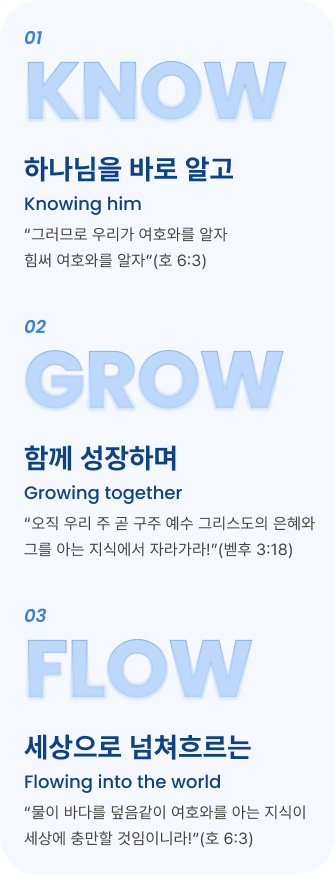 01
KNOW
하나님을 바로 알고
Knowing him
“그러므로 우리가 여호와를 알자
힘써 여호와를 알자”(호 6:3)
02
GROW
함께 성장하며
Growing together
“오직 우리 주 곧 구주 예수 그리스도의 은혜와
그를 아는 지식에서 자라가라!”(벧후 3:18)
03
FLOW
세상으로 넘쳐흐르는
Flowing into the world
“물이 바다를 덮음같이 여호와를 아는 지식이
세상에 충만할 것임이니라!”(호 6:3)